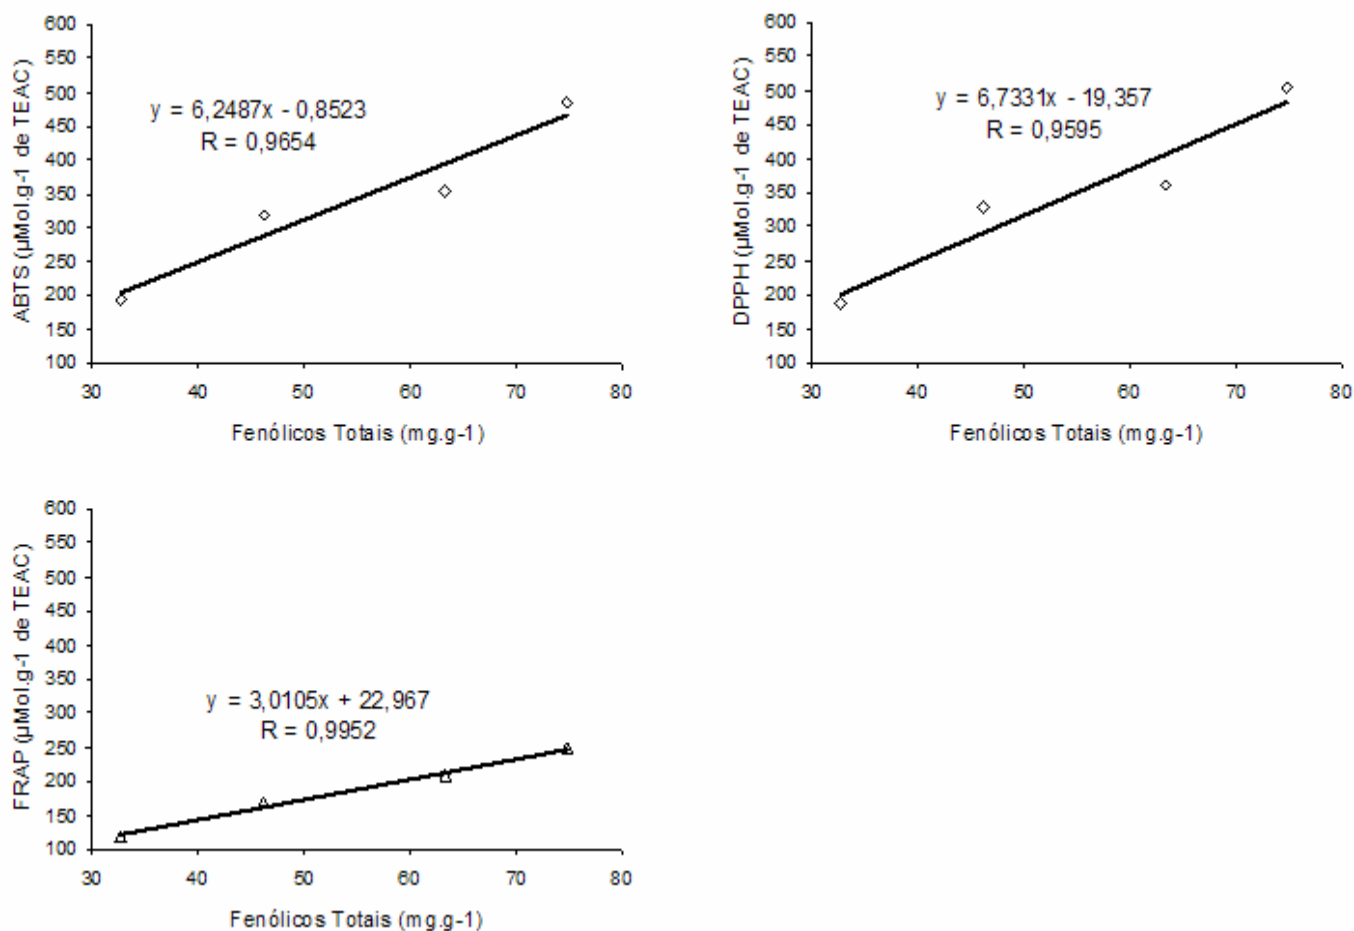 ABTS (µMol.g-1 de TEAC)
600
550
500
450
400
350
300
250
200
150
100
y = 6,2487x - 0,8523
R = 0,9654
30 40 50 60 70 80
Fenólicos Totais (mg.g-1)
DPPH (µMol.g-1 de TEAC)
600
550
500
450
400
350
300
250
200
150
100
y = 6,7331x - 19,357
R = 0,9595
30 40 50 60 70 80
Fenólicos Totais (mg.g-1)
FRAP (µMol.g-1 de TEAC)
600
550
500
450
400
350
300
250
200
150
100
y = 3,0105x + 22,967
R = 0,9952
30 40 50 60 70 80
Fenólicos Totais (mg.g-1)